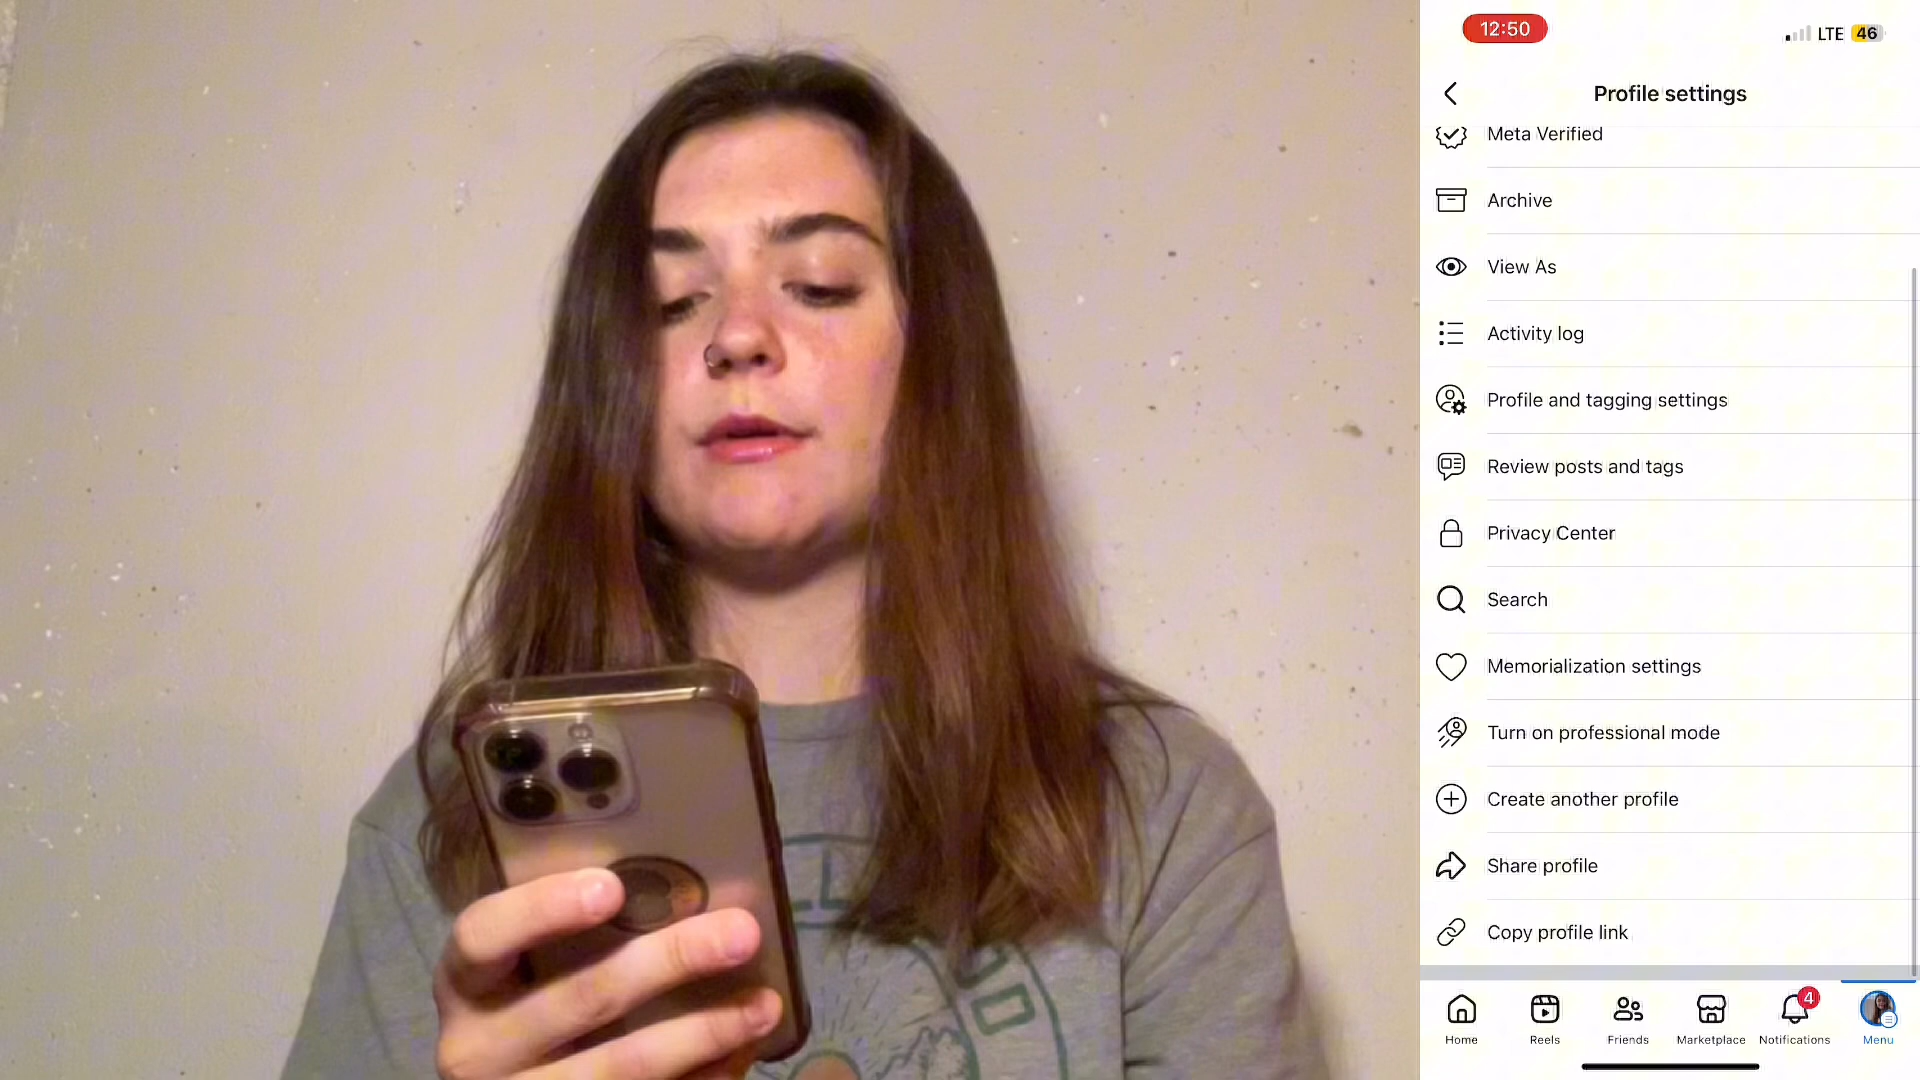 12:50
LTE 46
Profile settings
Meta Verified
Archive
View As
Activity log
Profile and tagging settings
Review posts and tags
Privacy Center
Search
Memorialization settings
Turn on professional mode
Create another profile
Share profile
Copy profile link
4
Home
Reels
Friends
Marketplace
Notifications
Menu